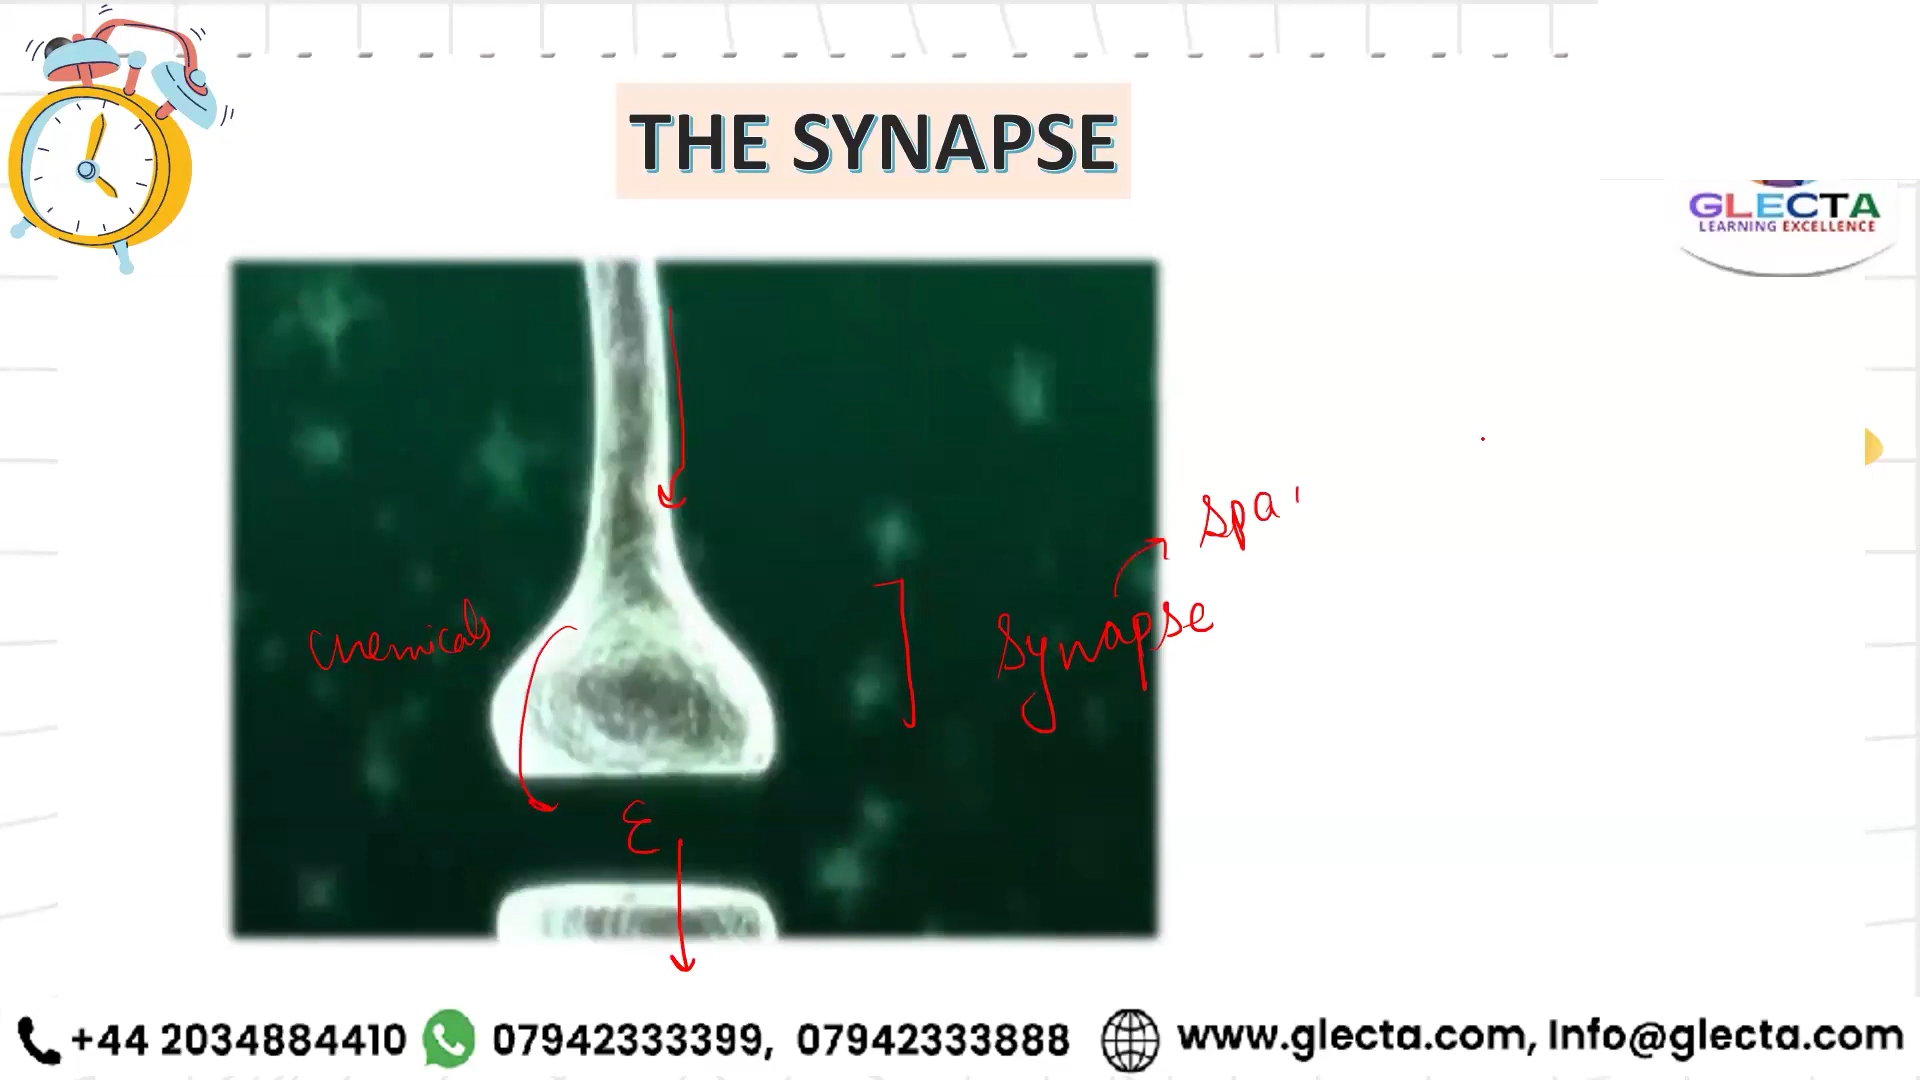 THE SYNAPSE
GLECTA
LEARNING EXCELLENCE
Spa
Synapse
Chemicals
E
+44 2034884410 07942333399, 07942333888 www.glecta.com, Info@glecta.com